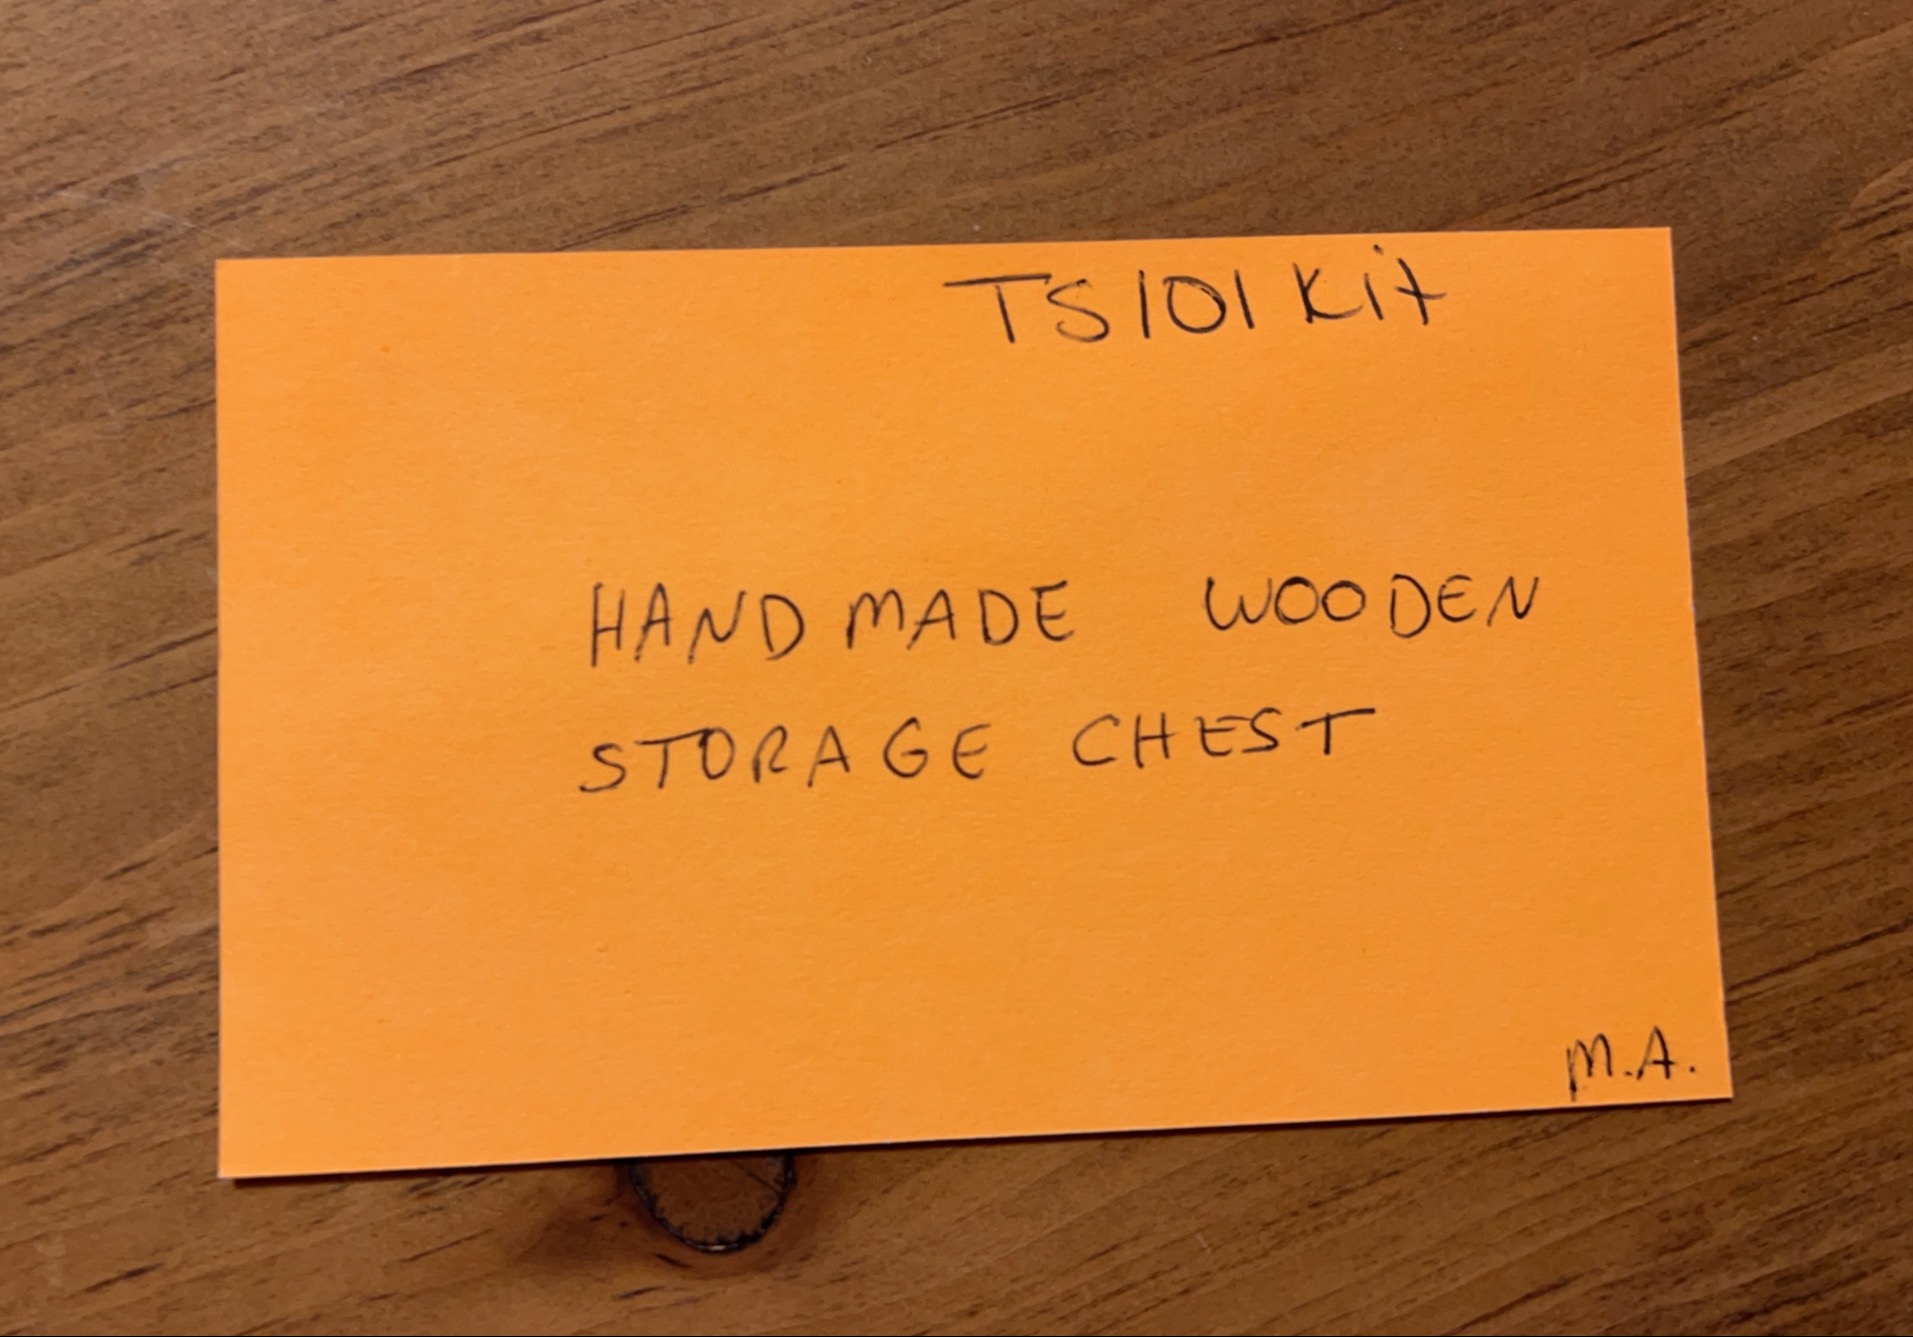 TS101 Kit
HANDMADE WOODEN
STORAGE CHEST
M.A.